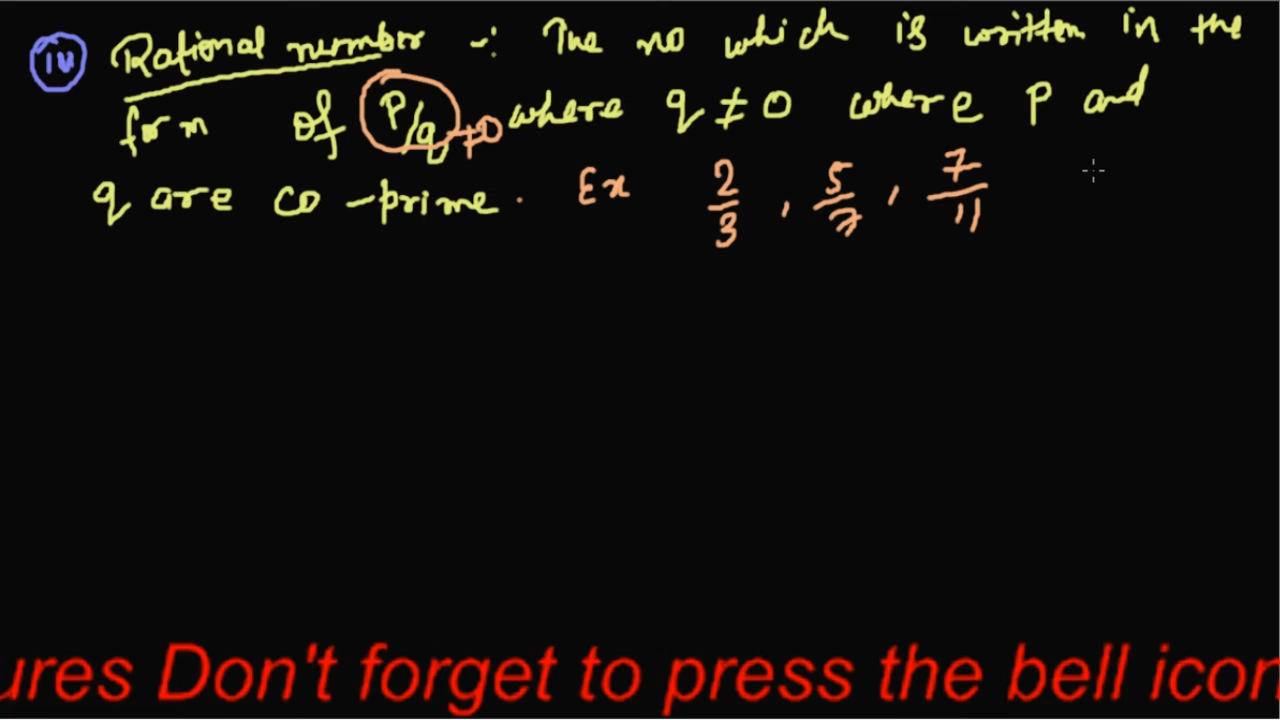 iv Rational number -: The no which is written in the
form of P/q ≠0 where q ≠ 0 where P and
q are co-prime. Ex 2/3, 5/7, 7/11
ures Don't forget to press the bell icon